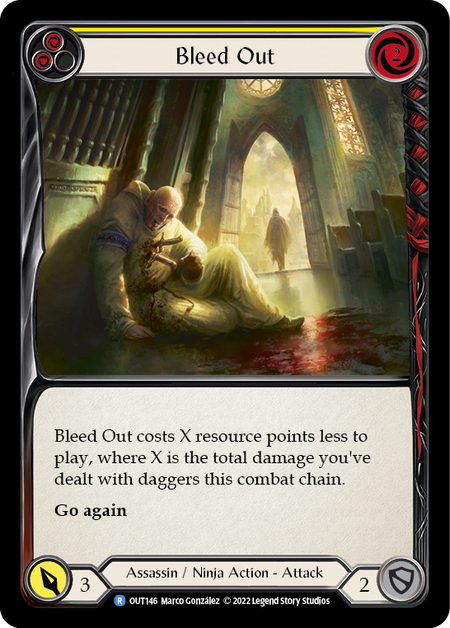 Bleed Out
2
Bleed Out costs X resource points less to
play, where X is the total damage you've
dealt with daggers this combat chain.
Go again
3
Assassin / Ninja Action - Attack
2
R OUT146 Marco González © 2022 Legend Story Studios